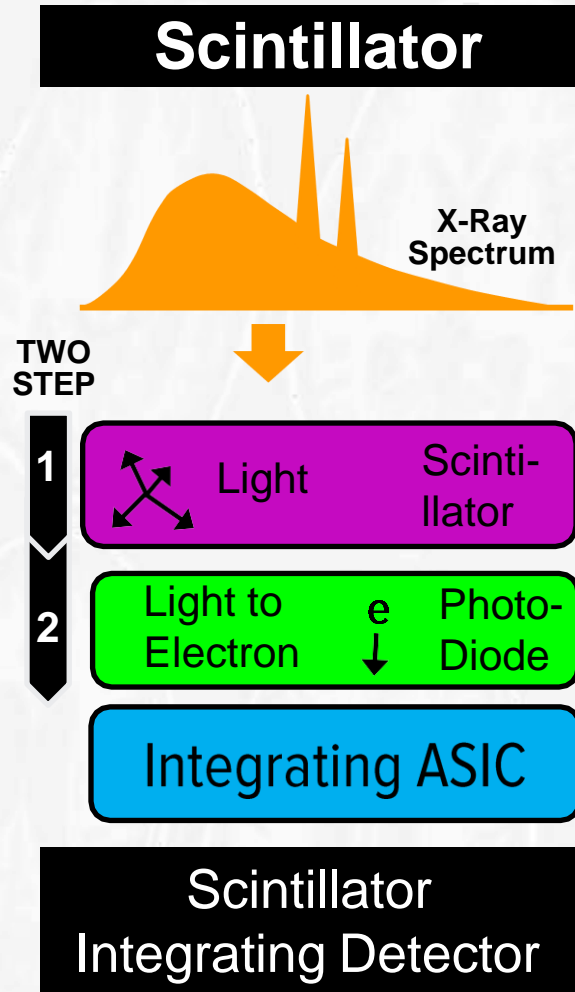 Scintillator
X-Ray
Spectrum
TWO
STEP
1
Light
Scinti-
llator
2
Light to
Electron
e
Photo-
Diode
Integrating ASIC
Scintillator
Integrating Detector